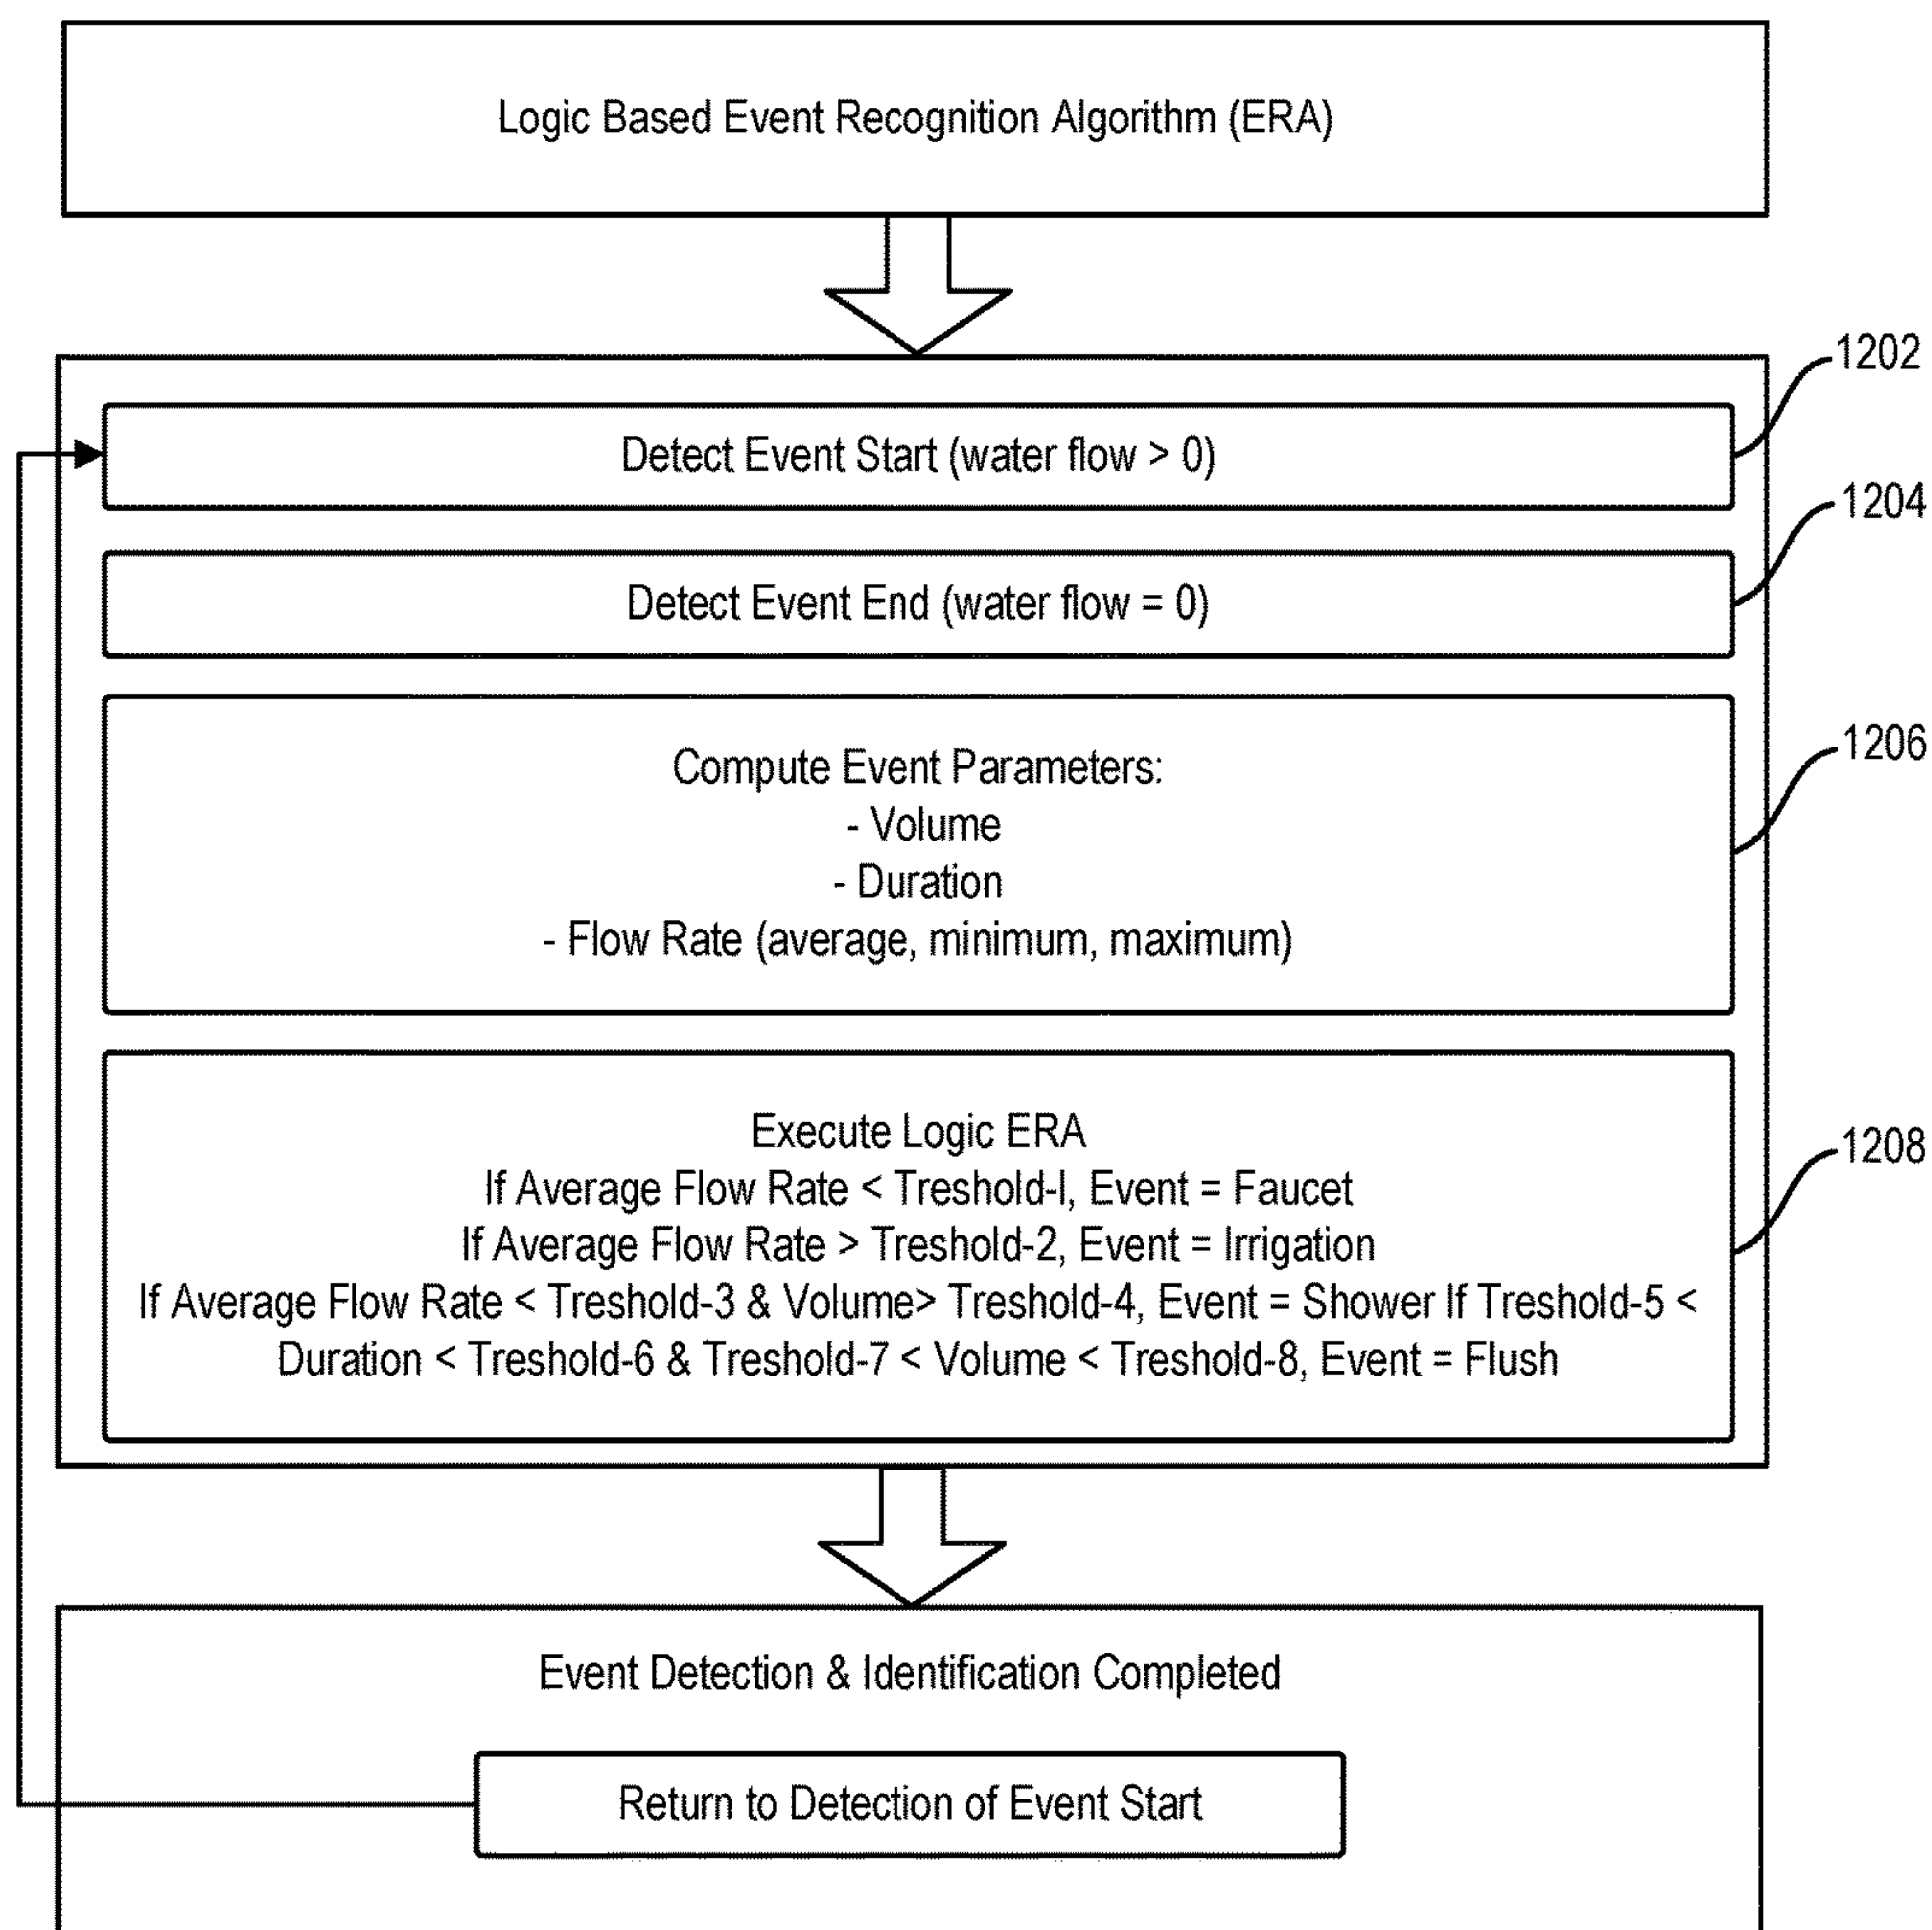 Logic Based Event Recognition Algorithm (ERA)
1202
Detect Event Start (water flow > 0)
1204
Detect Event End (water flow = 0)
1206
Compute Event Parameters:
- Volume
- Duration
- Flow Rate (average, minimum, maximum)
1208
Execute Logic ERA
If Average Flow Rate < Treshold-l, Event = Faucet
If Average Flow Rate > Treshold-2, Event = Irrigation
If Average Flow Rate < Treshold-3 & Volume> Treshold-4, Event = Shower If Treshold-5 <
Duration < Treshold-6 & Treshold-7 < Volume < Treshold-8, Event = Flush
Event Detection & Identification Completed
Return to Detection of Event Start